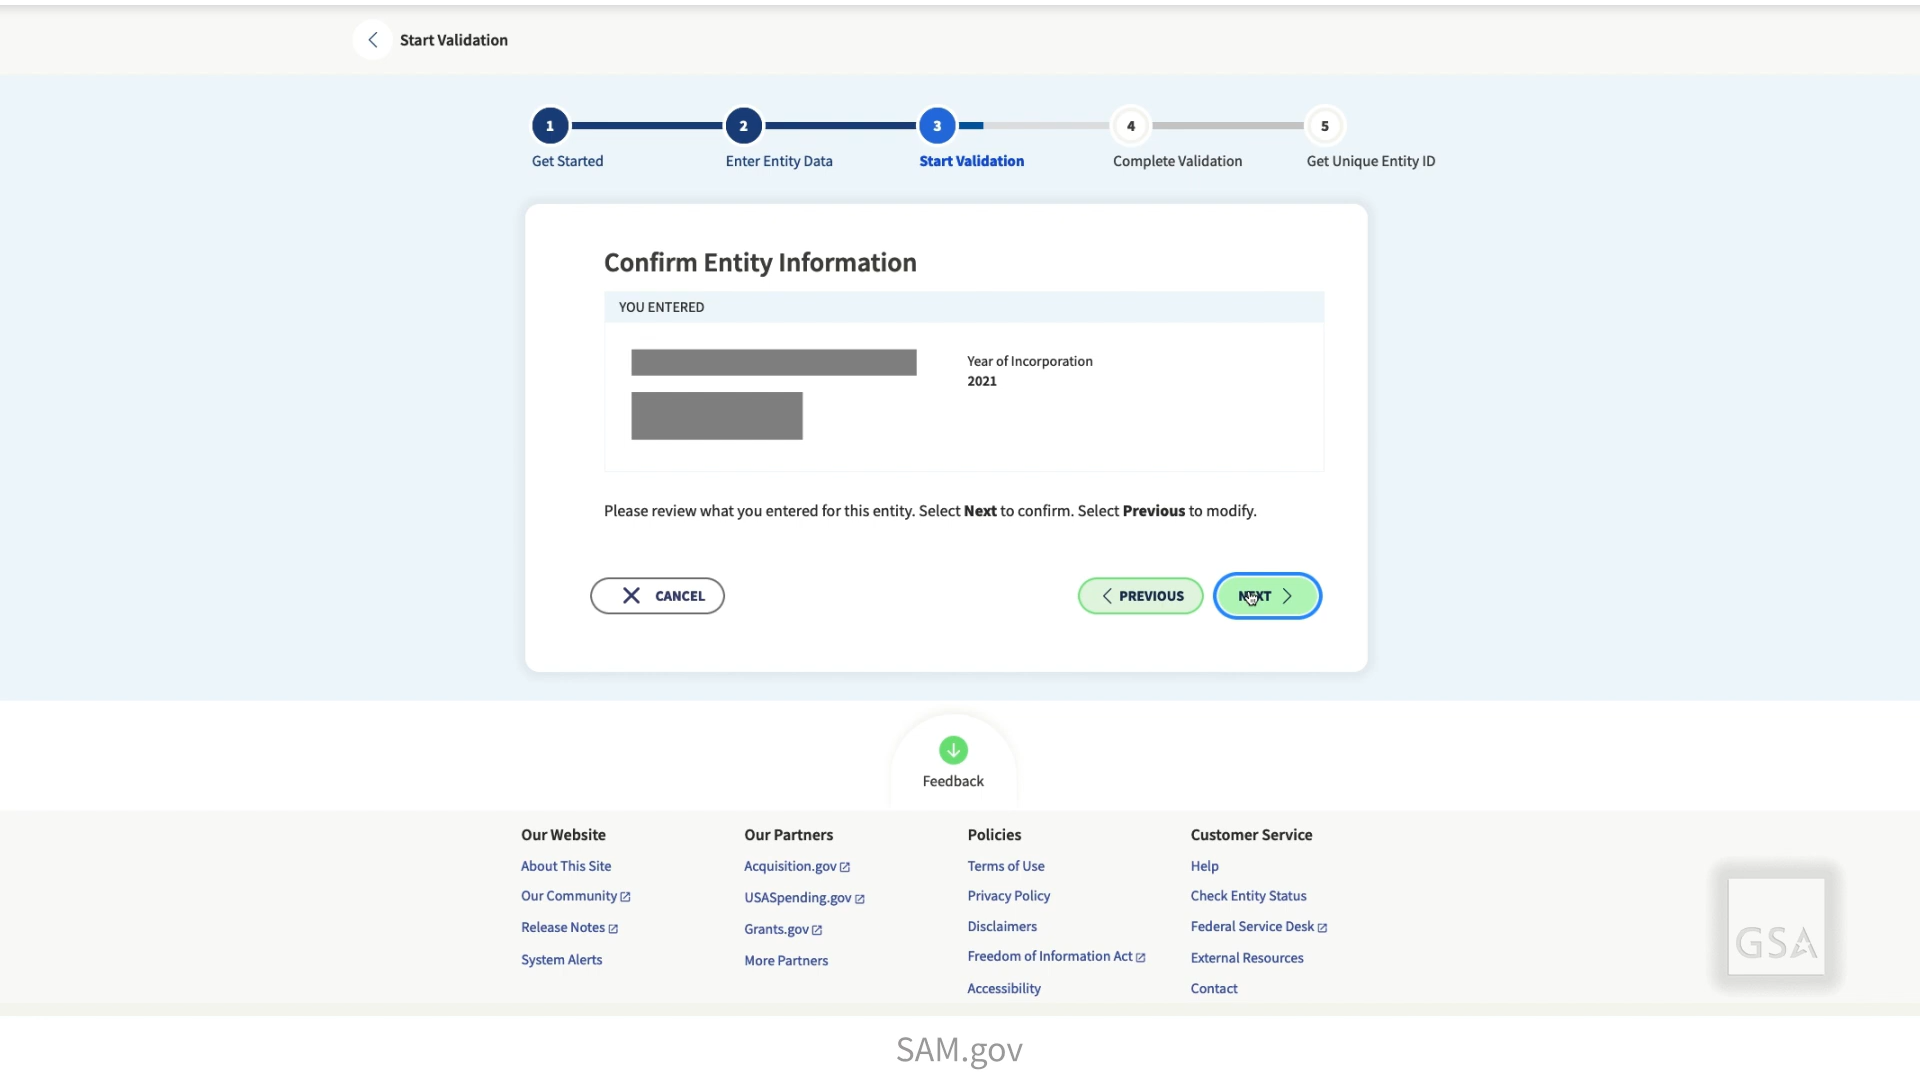 Start Validation
1 2 3 4 5
Get Started Enter Entity Data Start Validation Complete Validation Get Unique Entity ID
Confirm Entity Information
YOU ENTERED
Year of Incorporation
2021
Please review what you entered for this entity. Select Next to confirm. Select Previous to modify.
CANCEL PREVIOUS NEXT
Feedback
Our Website
About This Site
Our Community
Release Notes
System Alerts
Our Partners
Acquisition.gov
USASpending.gov
Grants.gov
More Partners
Policies
Terms of Use
Privacy Policy
Disclaimers
Freedom of Information Act
Accessibility
Customer Service
Help
Check Entity Status
Federal Service Desk
External Resources
Contact
GSA
SAM.gov